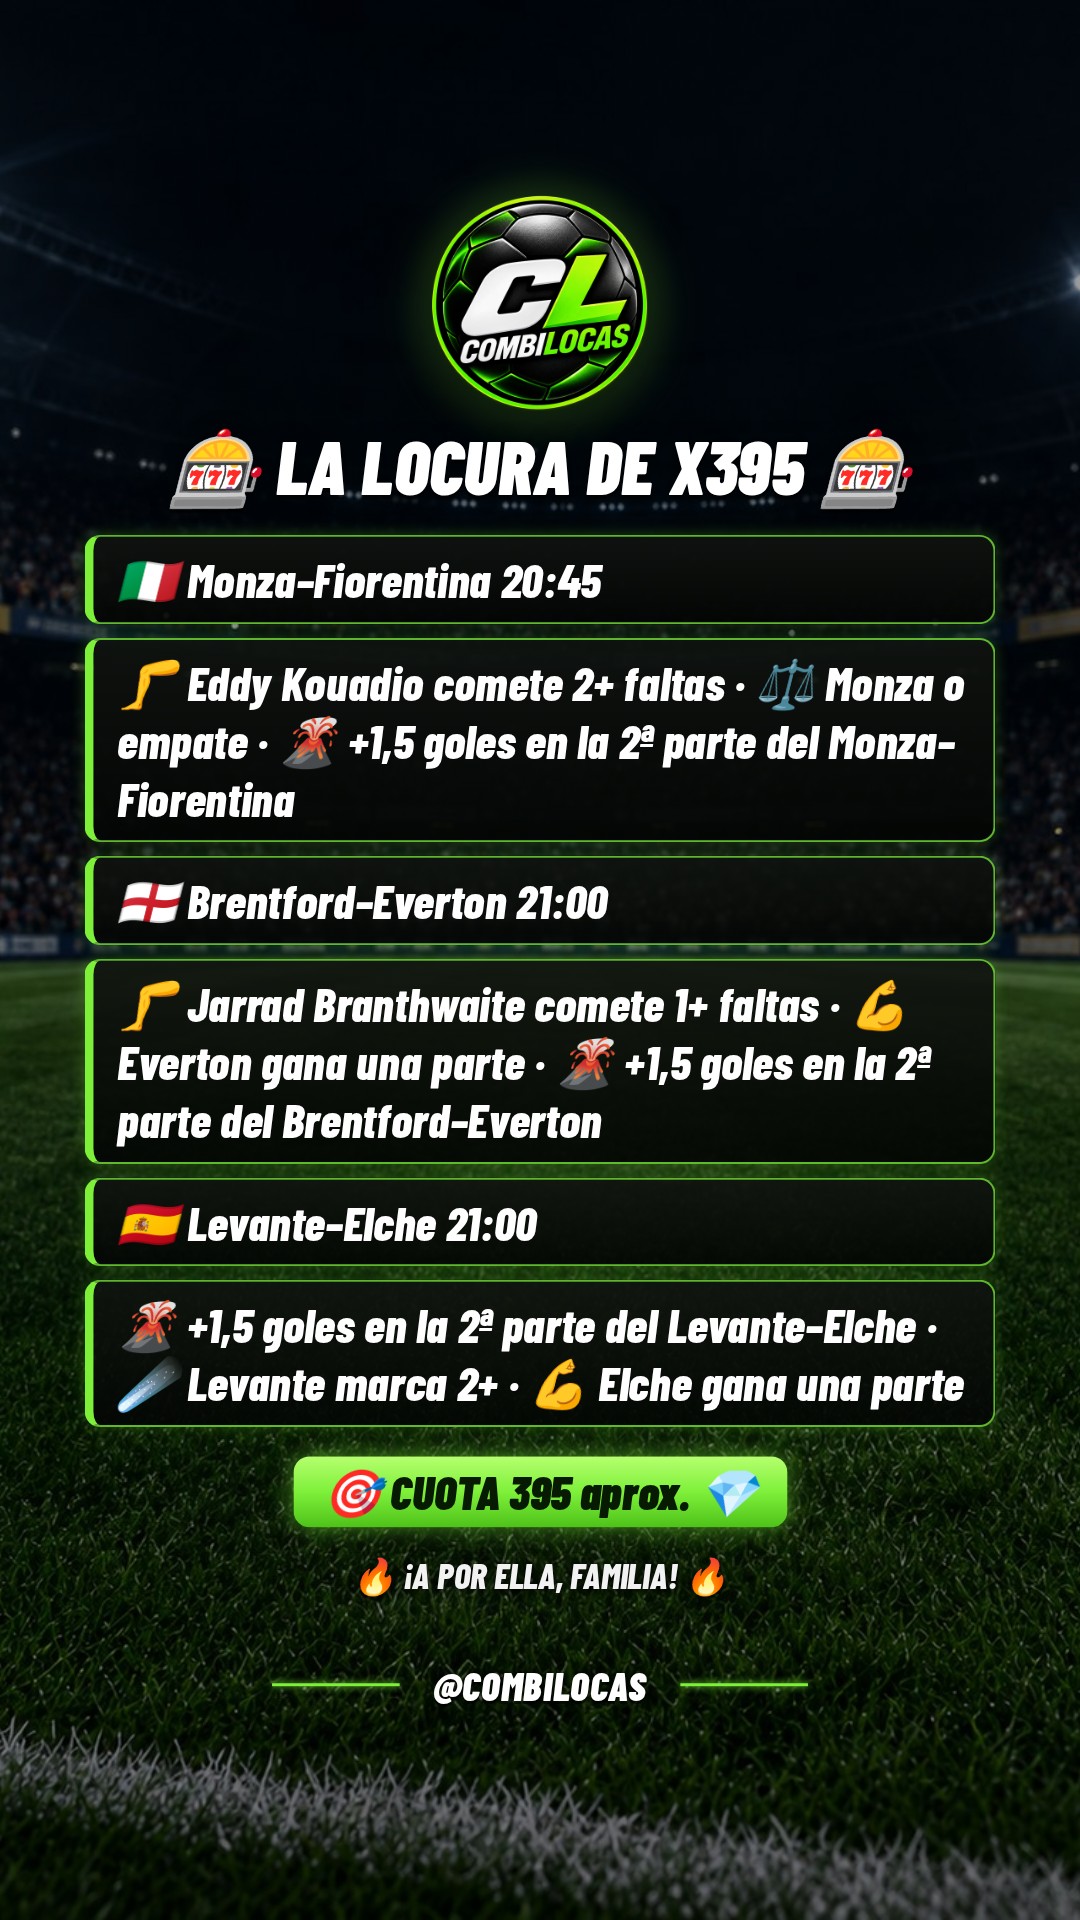 CL
COMBILOCAS
🎰 LA LOCURA DE X395 🎰
🇮🇹 Monza-Fiorentina 20:45
🦵 Eddy Kouadio comete 2+ faltas · ⚖️ Monza o
empate · 🌋 +1,5 goles en la 2ª parte del Monza-
Fiorentina
🏴󠁧󠁢󠁥󠁮󠁧󠁿 Brentford-Everton 21:00
🦵 Jarrad Branthwaite comete 1+ faltas · 💪
Everton gana una parte · 🌋 +1,5 goles en la 2ª
parte del Brentford-Everton
🇪🇸 Levante-Elche 21:00
🌋 +1,5 goles en la 2ª parte del Levante-Elche ·
☄️ Levante marca 2+ · 💪 Elche gana una parte
🎯 CUOTA 395 aprox. 💎
🔥 ¡A POR ELLA, FAMILIA! 🔥
@COMBILOCAS